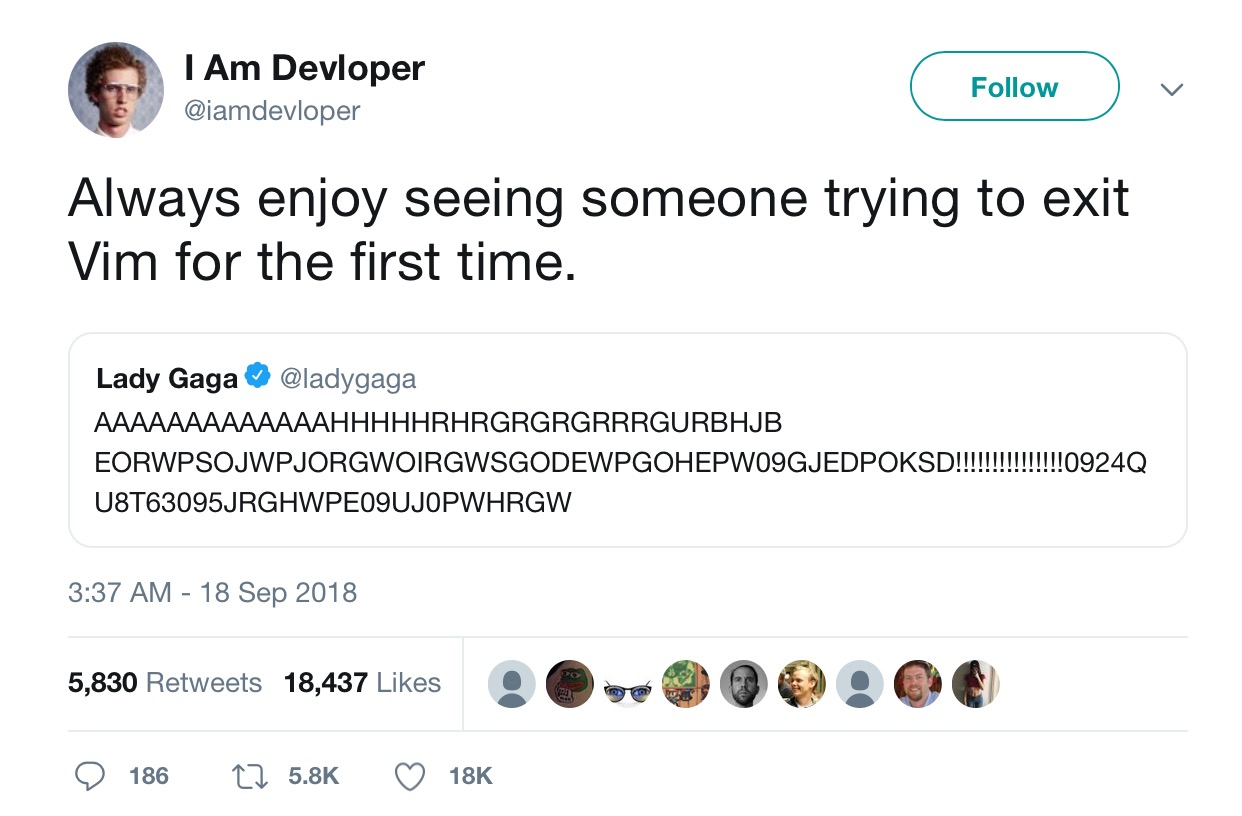 I Am Devloper
@iamdevloper
Follow
Always enjoy seeing someone trying to exit
Vim for the first time.
Lady Gaga @ladygaga
AAAAAAAAAAAAAHHHHHRHRGRGRGRRRGURBHJB
EORWPSOJWPJORGWOIRGWSGODEWPGOHEPW09GJEDPOKSD!!!!!!!!!!!!!!!0924Q
U8T63095JRGHWPE09UJ0PWHRGW
3:37 AM - 18 Sep 2018
5,830 Retweets 18,437 Likes
186 5.8K 18K